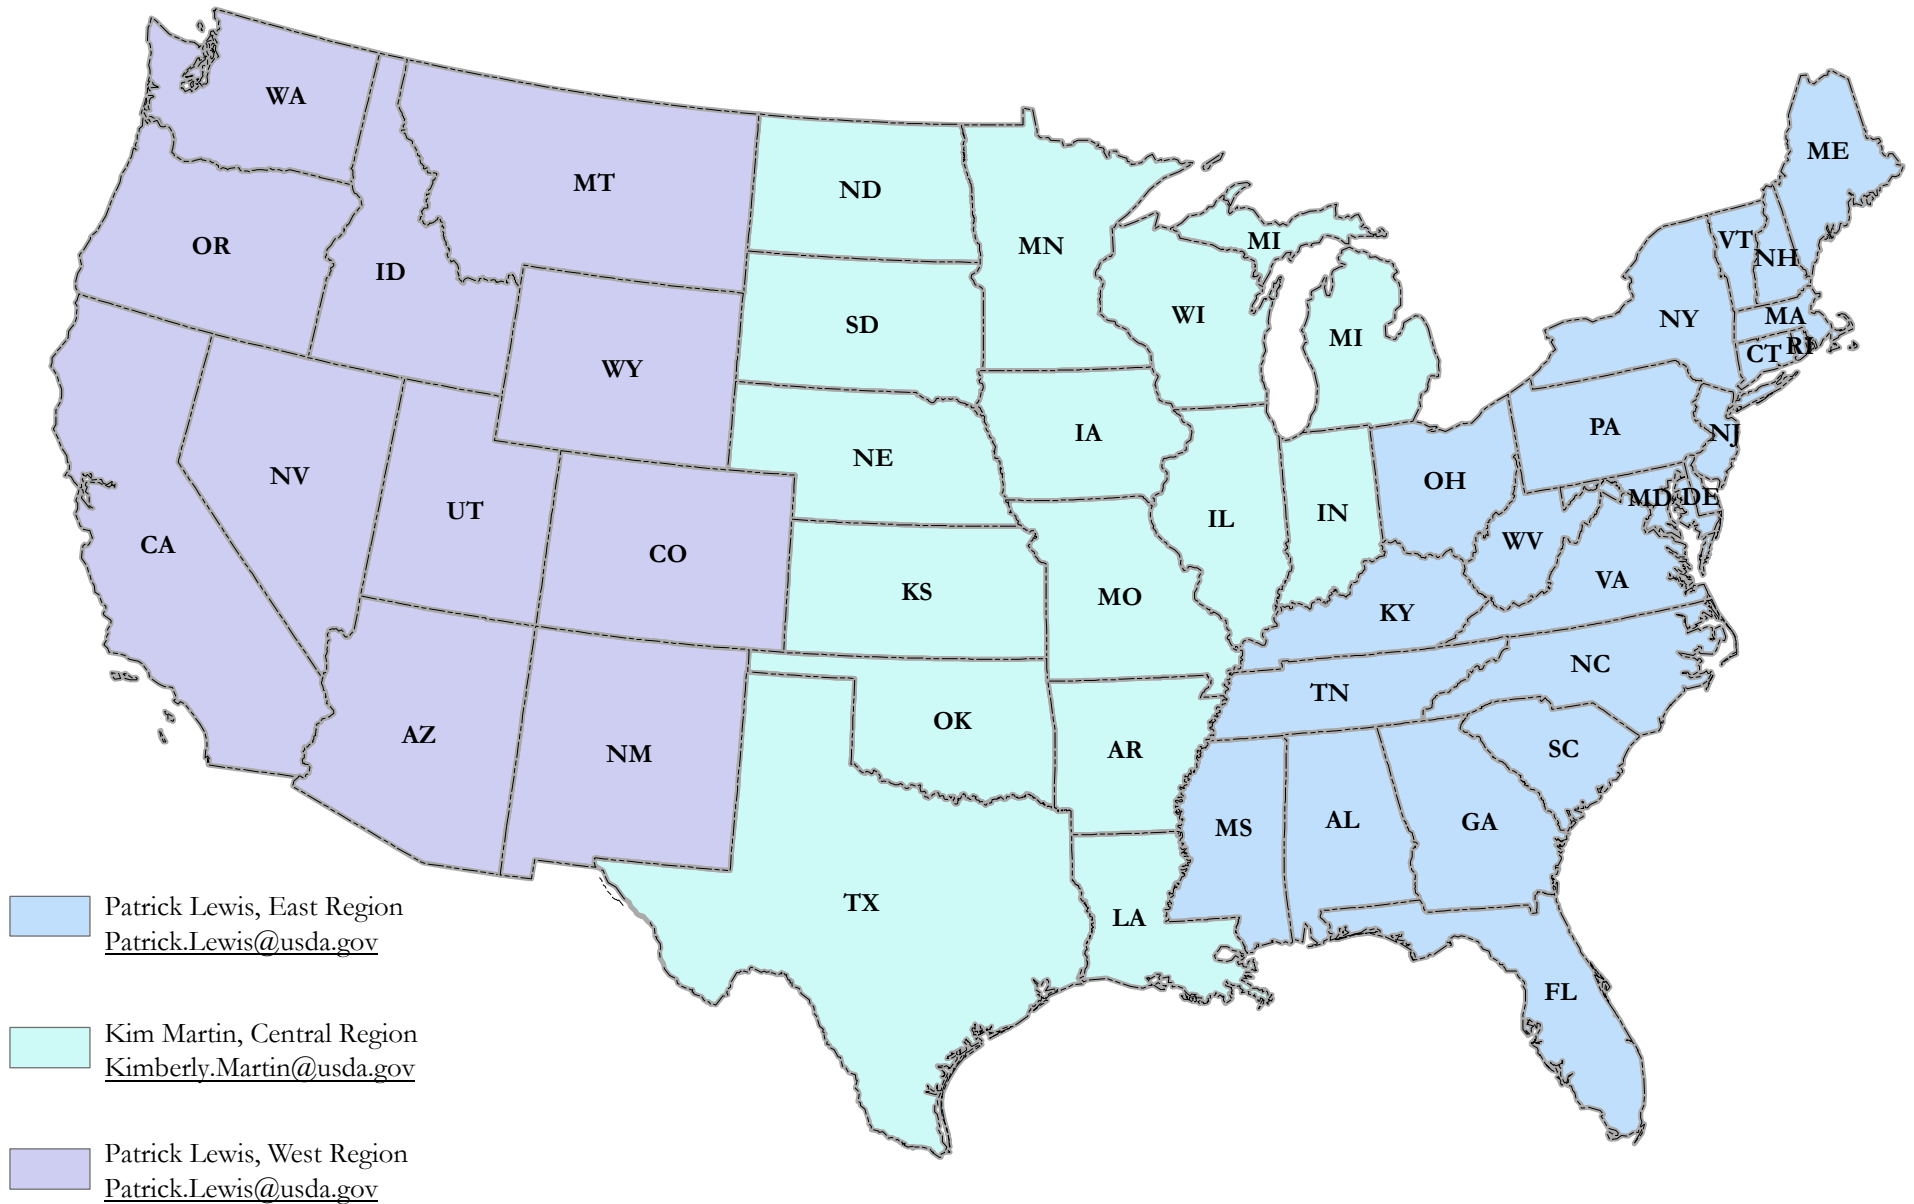 WA
MT
ND
ME
OR
ID
MN
MI
VT
NH
SD
WI
MI
NY
MA
RI
CT
WY
IA
PA
NJ
NE
NV
UT
IL
IN
OH
MD
DE
CA
CO
WV
KS
MO
VA
KY
NC
TN
AZ
NM
OK
AR
SC
MS
AL
GA
TX
LA
FL
Patrick Lewis, East Region
Patrick.Lewis@usda.gov
Kim Martin, Central Region
Kimberly.Martin@usda.gov
Patrick Lewis, West Region
Patrick.Lewis@usda.gov